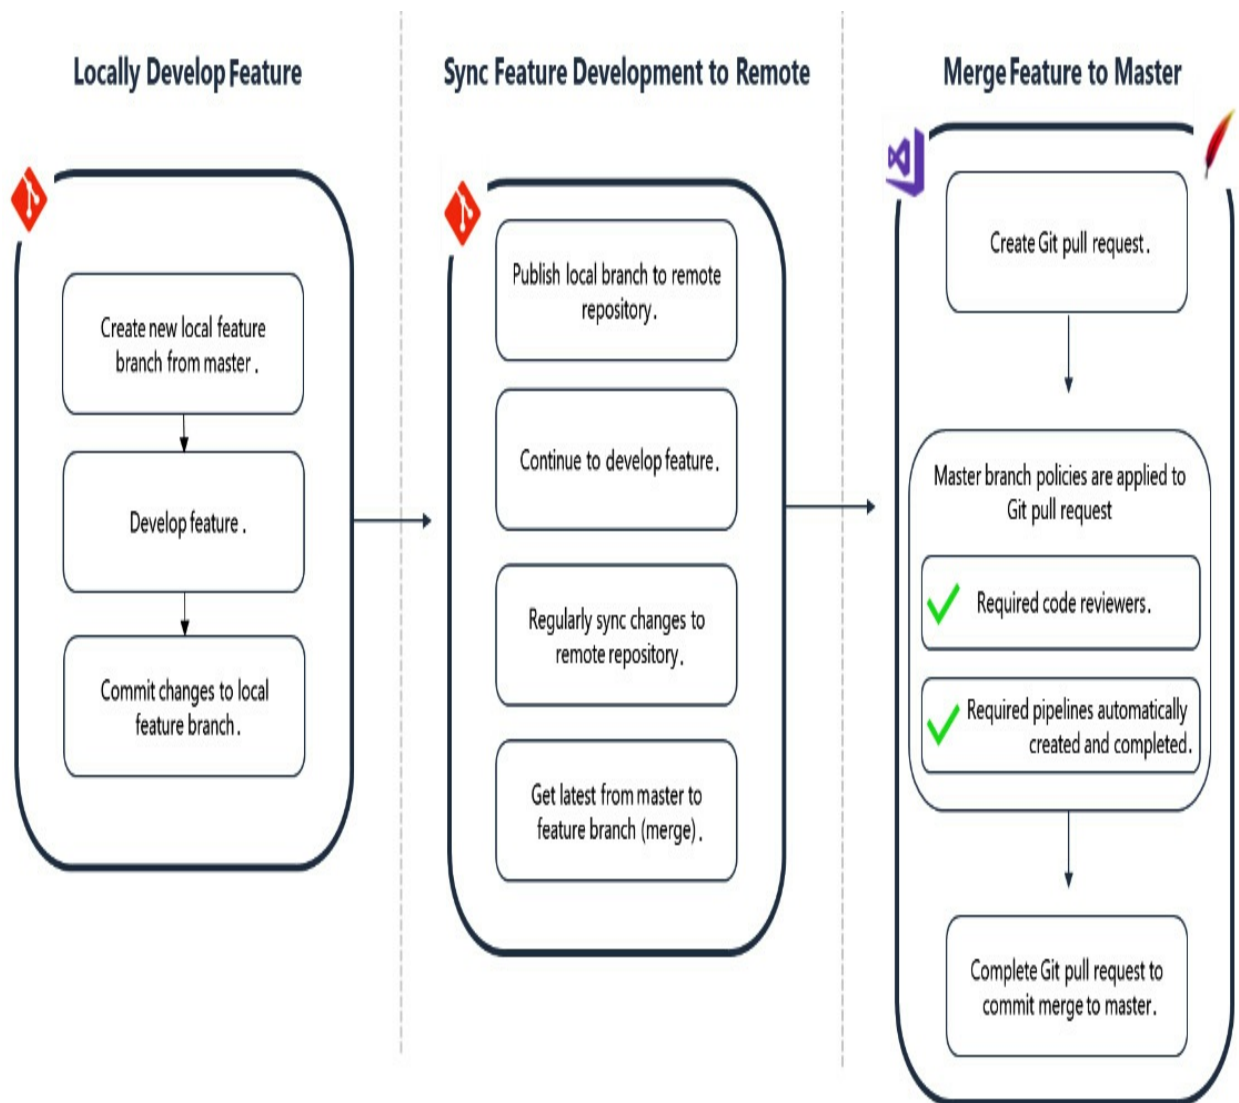 Locally Develop Feature
Create new local feature
branch from master .
Develop feature .
Commit changes to local
feature branch.
Sync Feature Development to Remote
Publish local branch to remote
repository.
Continue to develop feature.
Regularly sync changes to
remote repository.
Get latest from master to
feature branch (merge).
Merge Feature to Master
Create Git pull request.
Master branch policies are applied to
Git pull request
Required code reviewers.
Required pipelines automatically
created and completed.
Complete Git pull request to
commit merge to master.